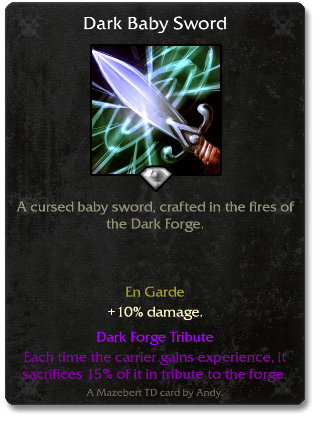 Dark Baby Sword
A cursed baby sword, crafted in the fires of
the Dark Forge.
En Garde
+10% damage.
Dark Forge Tribute
Each time the carrier gains experience, it
sacrifices 15% of it in tribute to the forge.
A Mazebert TD card by Andy.